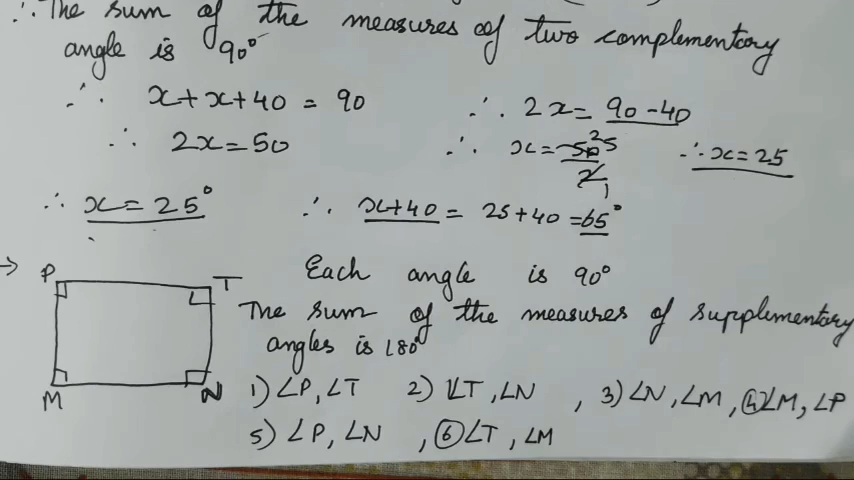 ∴ The sum of the measures of two complementary
angle is 90°
∴ x+x+40 = 90 ∴ 2x = 90-40
∴ 2x = 50 ∴ x = 50/2 25 1 ∴ x = 25
∴ x = 25° ∴ x+40 = 25+40 = 65°
→ P T Each angle is 90°
The sum of the measures of supplementary
angles is 180°
M N 1) ∠P, ∠T 2) ∠T, ∠N , 3) ∠N, ∠M, ④ ∠M, ∠P
5) ∠P, ∠N , ⑥ ∠T, ∠M